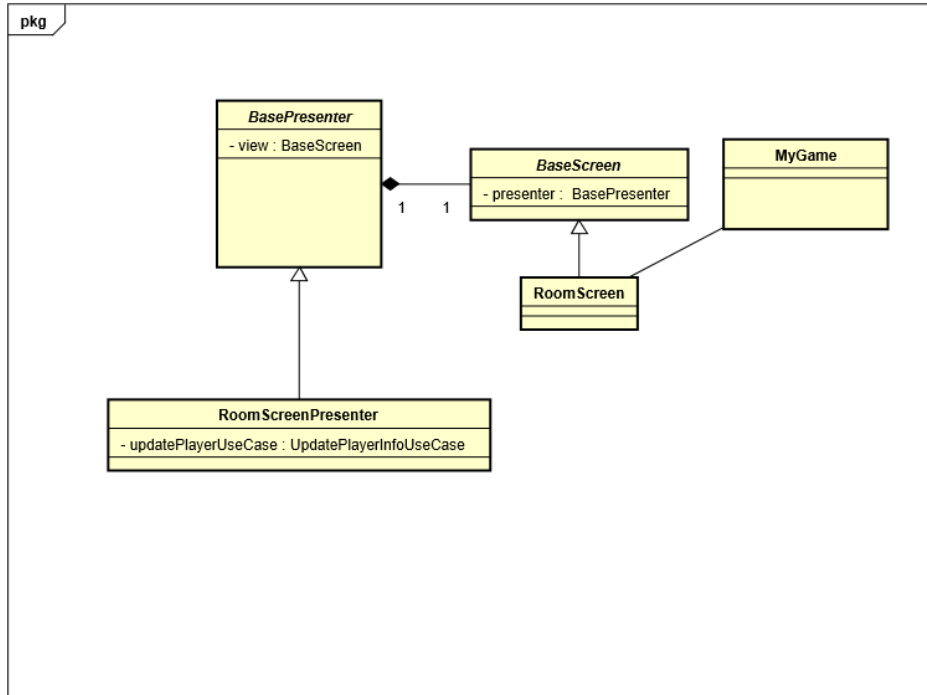 pkg
BasePresenter
- view : BaseScreen
BaseScreen
- presenter :  BasePresenter
MyGame
1
1
RoomScreen
RoomScreenPresenter
- updatePlayerUseCase : UpdatePlayerInfoUseCase